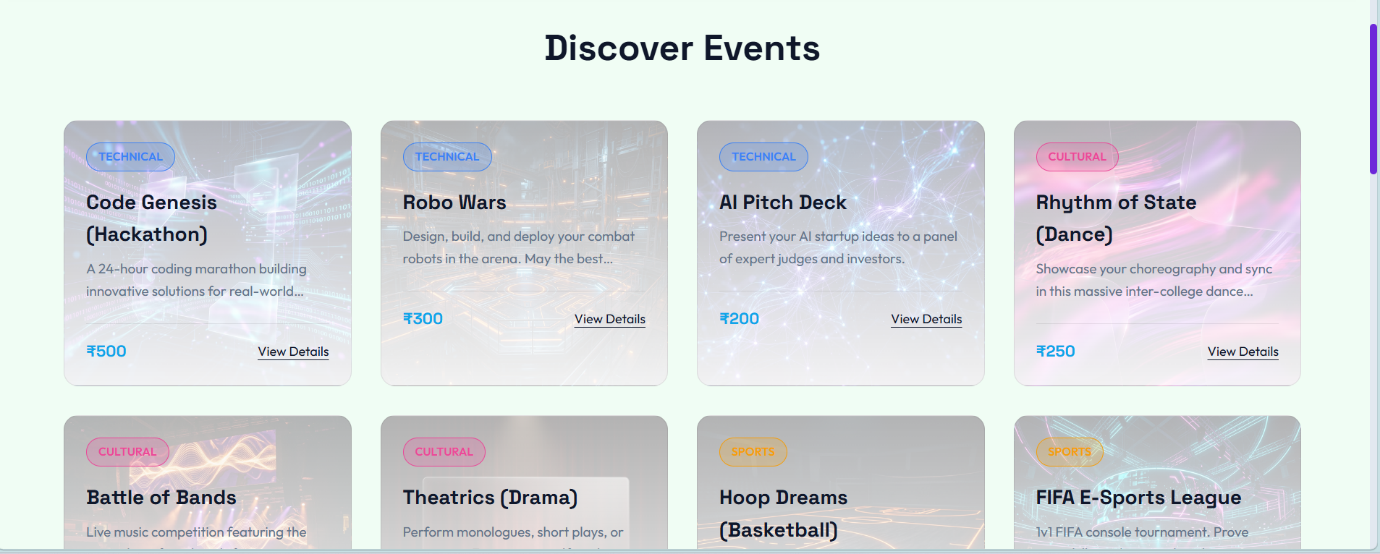 Discover Events
TECHNICAL
Code Genesis
(Hackathon)
A 24-hour coding marathon building
innovative solutions for real-world...
₹500
View Details
TECHNICAL
Robo Wars
Design, build, and deploy your combat
robots in the arena. May the best...
₹300
View Details
TECHNICAL
AI Pitch Deck
Present your AI startup ideas to a panel
of expert judges and investors.
₹200
View Details
CULTURAL
Rhythm of State
(Dance)
Showcase your choreography and sync
in this massive inter-college dance...
₹250
View Details
CULTURAL
Battle of Bands
Live music competition featuring the
CULTURAL
Theatrics (Drama)
Perform monologues, short plays, or
SPORTS
Hoop Dreams
(Basketball)
SPORTS
FIFA E-Sports League
1v1 FIFA console tournament. Prove